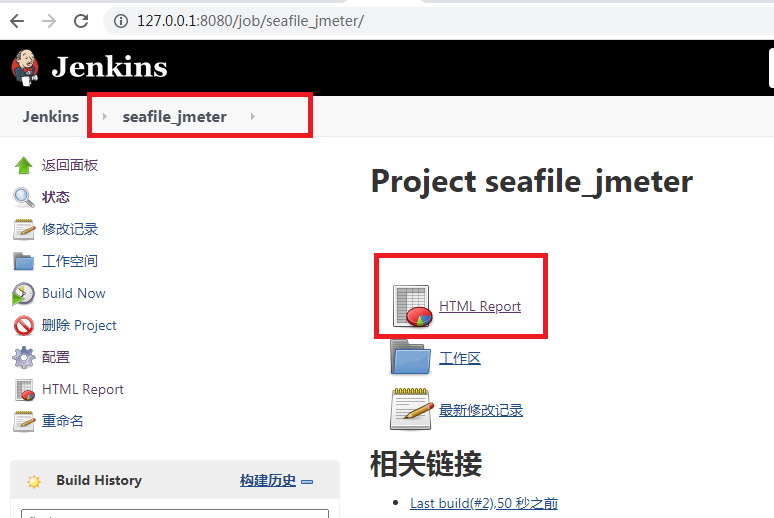 127.0.0.1:8080/job/seafile_jmeter/
Jenkins
Jenkins seafile_jmeter
返回面板
状态
修改记录
工作空间
Build Now
删除 Project
配置
HTML Report
重命名
Build History 构建历史
Project seafile_jmeter
HTML Report
工作区
最新修改记录
相关链接
Last build(#2),50 秒之前